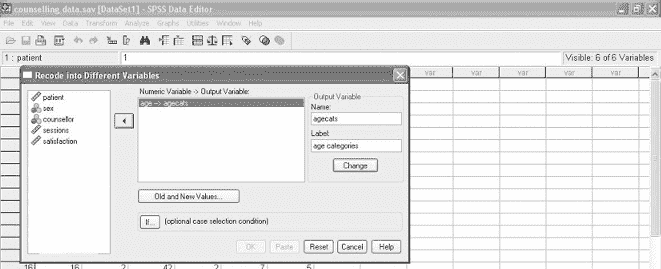 counselling data.sav [DataSet1] - SPSS Data Editor
File Edit View Data Transform Analyze Graphs Utilities Window Help
1 : patient 1 Visible: 6 of 6 Variables
var var var var var var
Recode into Different Variables
patient
sex
counsellor
sessions
satisfaction
Numeric Variable -> Output Variable:
age --> agecats
Output Variable
Name:
agecats
Label:
age categories
Change
Old and New Values...
If... (optional case selection condition)
OK Paste Reset Cancel Help
16 2 42 2 7 5